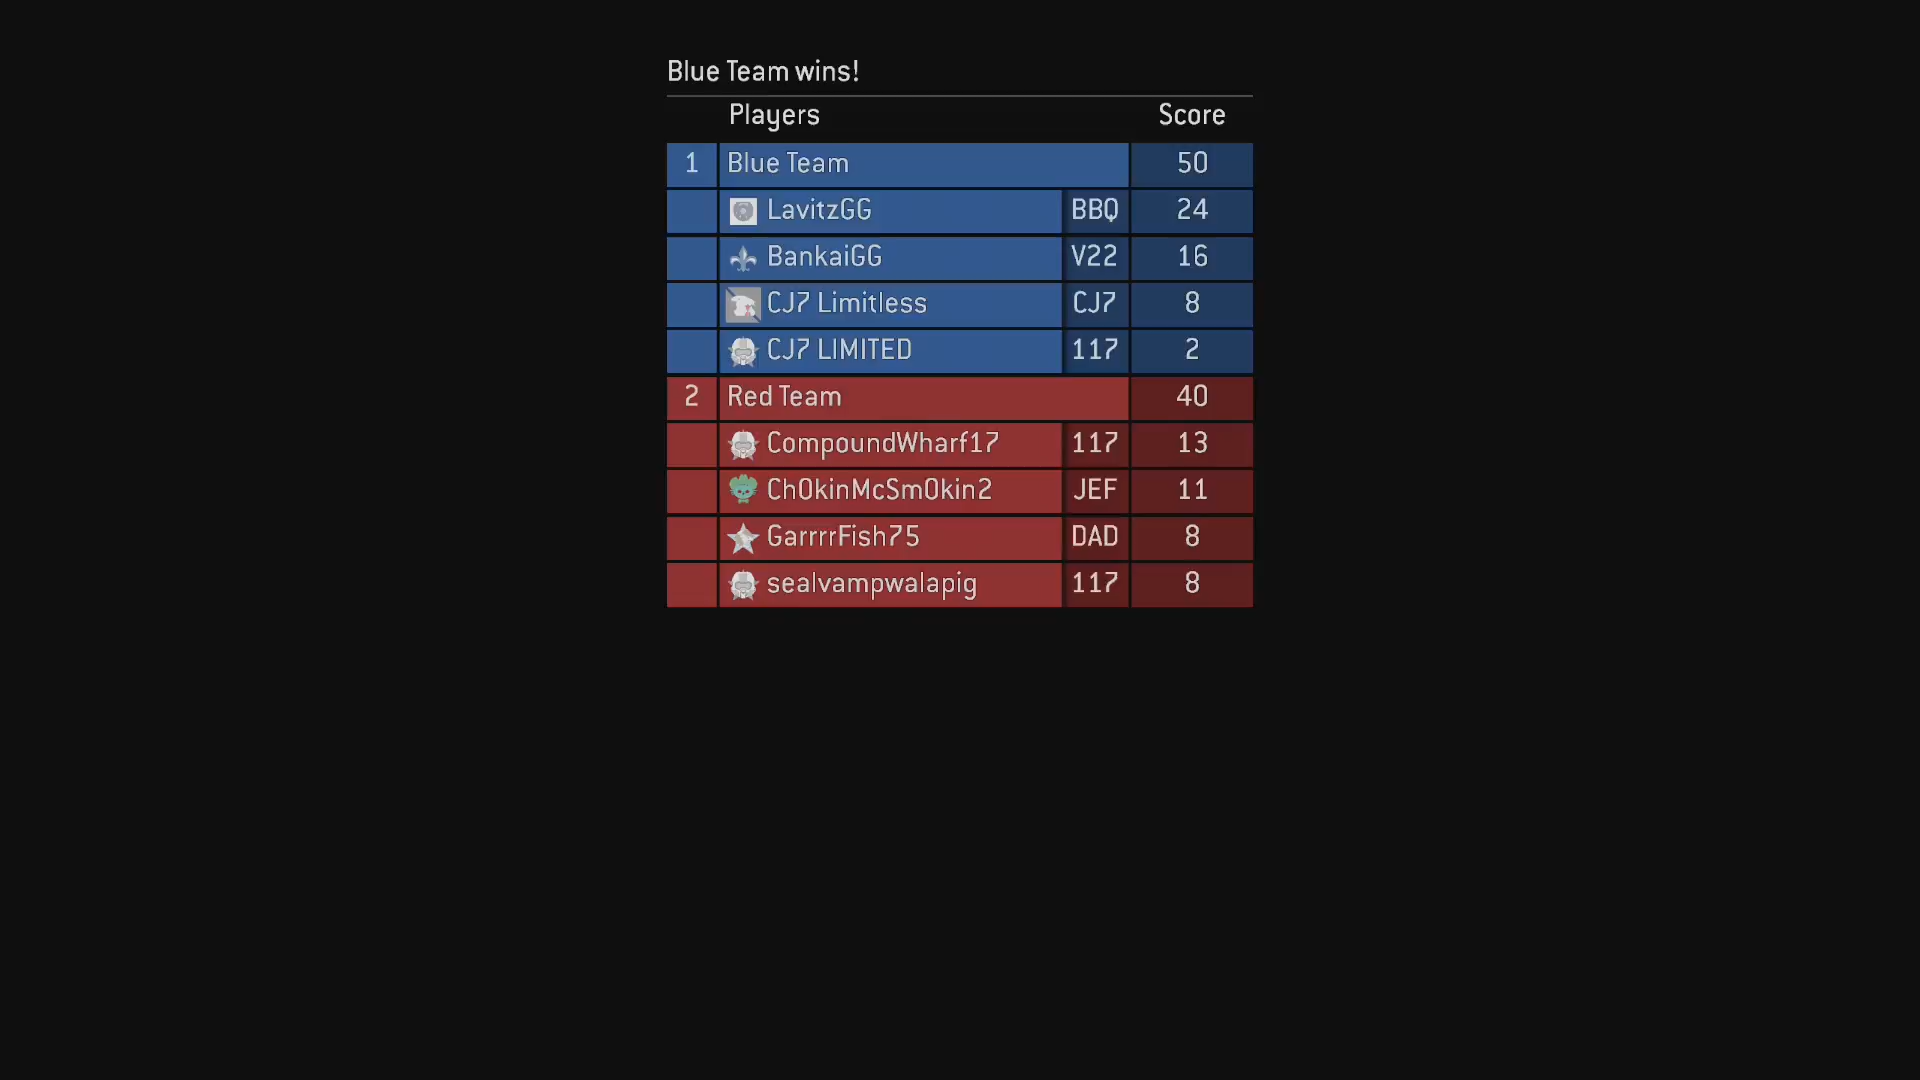 Blue Team wins!
Players Score
1 Blue Team 50
LavitzGG BBQ 24
BankaiGG V22 16
CJ7 Limitless CJ7 8
CJ7 LIMITED 117 2
2 Red Team 40
CompoundWharf17 117 13
Ch0kinMcSm0kin2 JEF 11
GarrrrFish75 DAD 8
sealvampwalapig 117 8